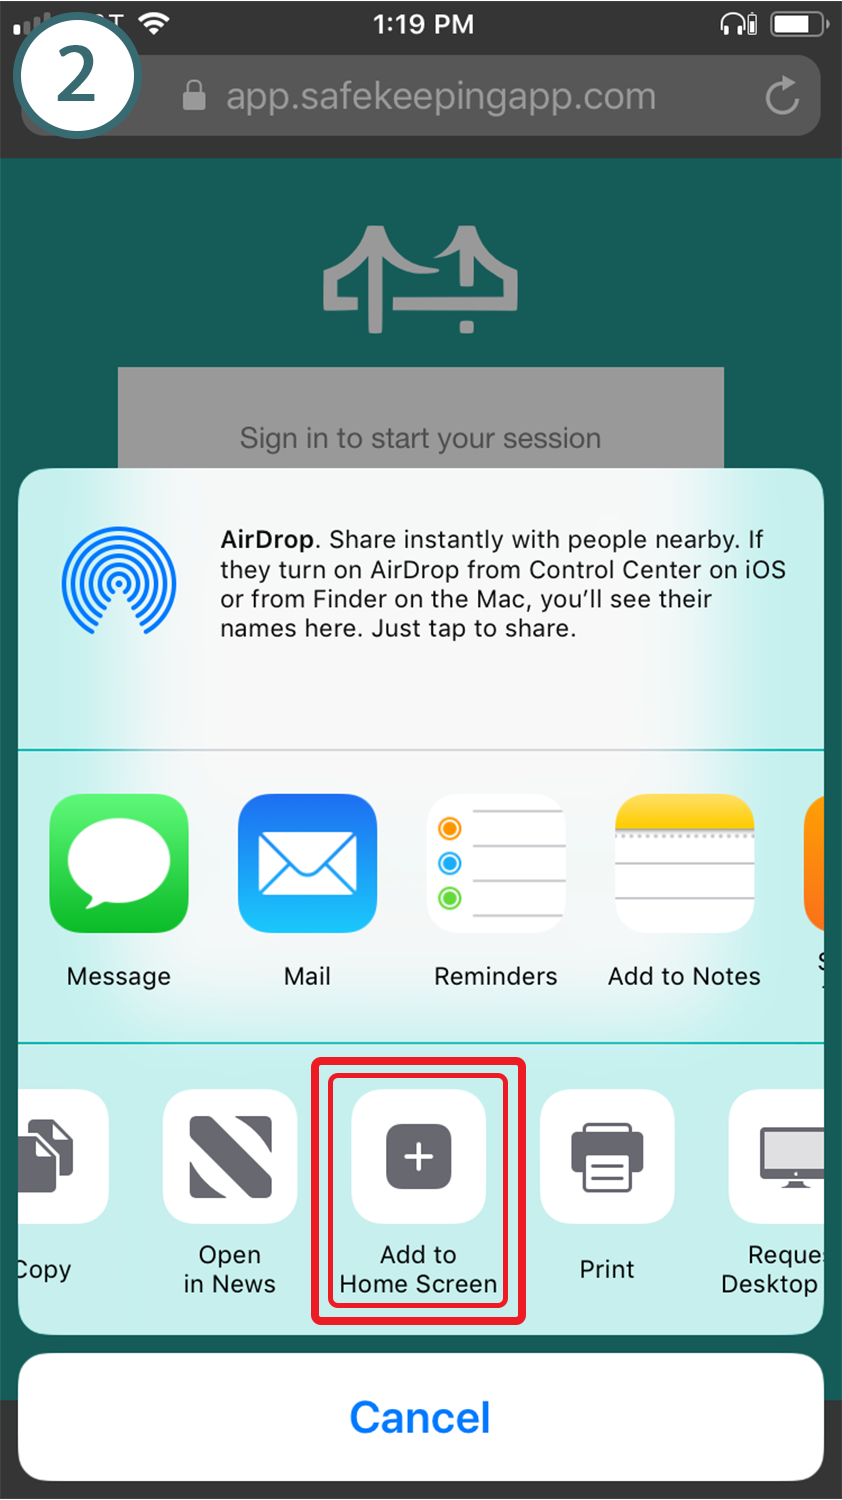 1:19 PM
2
app.safekeepingapp.com
Sign in to start your session
AirDrop. Share instantly with people nearby. If
they turn on AirDrop from Control Center on iOS
or from Finder on the Mac, you’ll see their
names here. Just tap to share.
Message
Mail
Reminders
Add to Notes
Copy
Open
in News
Add to
Home Screen
Print
Reques
Desktop
Cancel